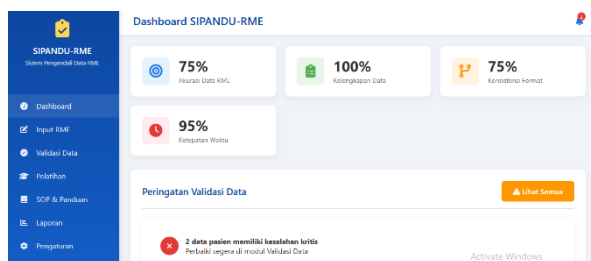 Dashboard SIPANDU-RME
SIPANDU-RME
Sistem Pengendali Data RME
Dashboard
Input RME
Validasi Data
Pelatihan
SOP & Panduan
Laporan
Pengaturan
75%
Akurasi Data RME
100%
Kelengkapan Data
75%
Konsistensi Format
95%
Ketepatan Waktu
Peringatan Validasi Data
Lihat Semua
2 data pasien memiliki kesalahan kritis
Perbaiki segera di modul Validasi Data
Activate Windows